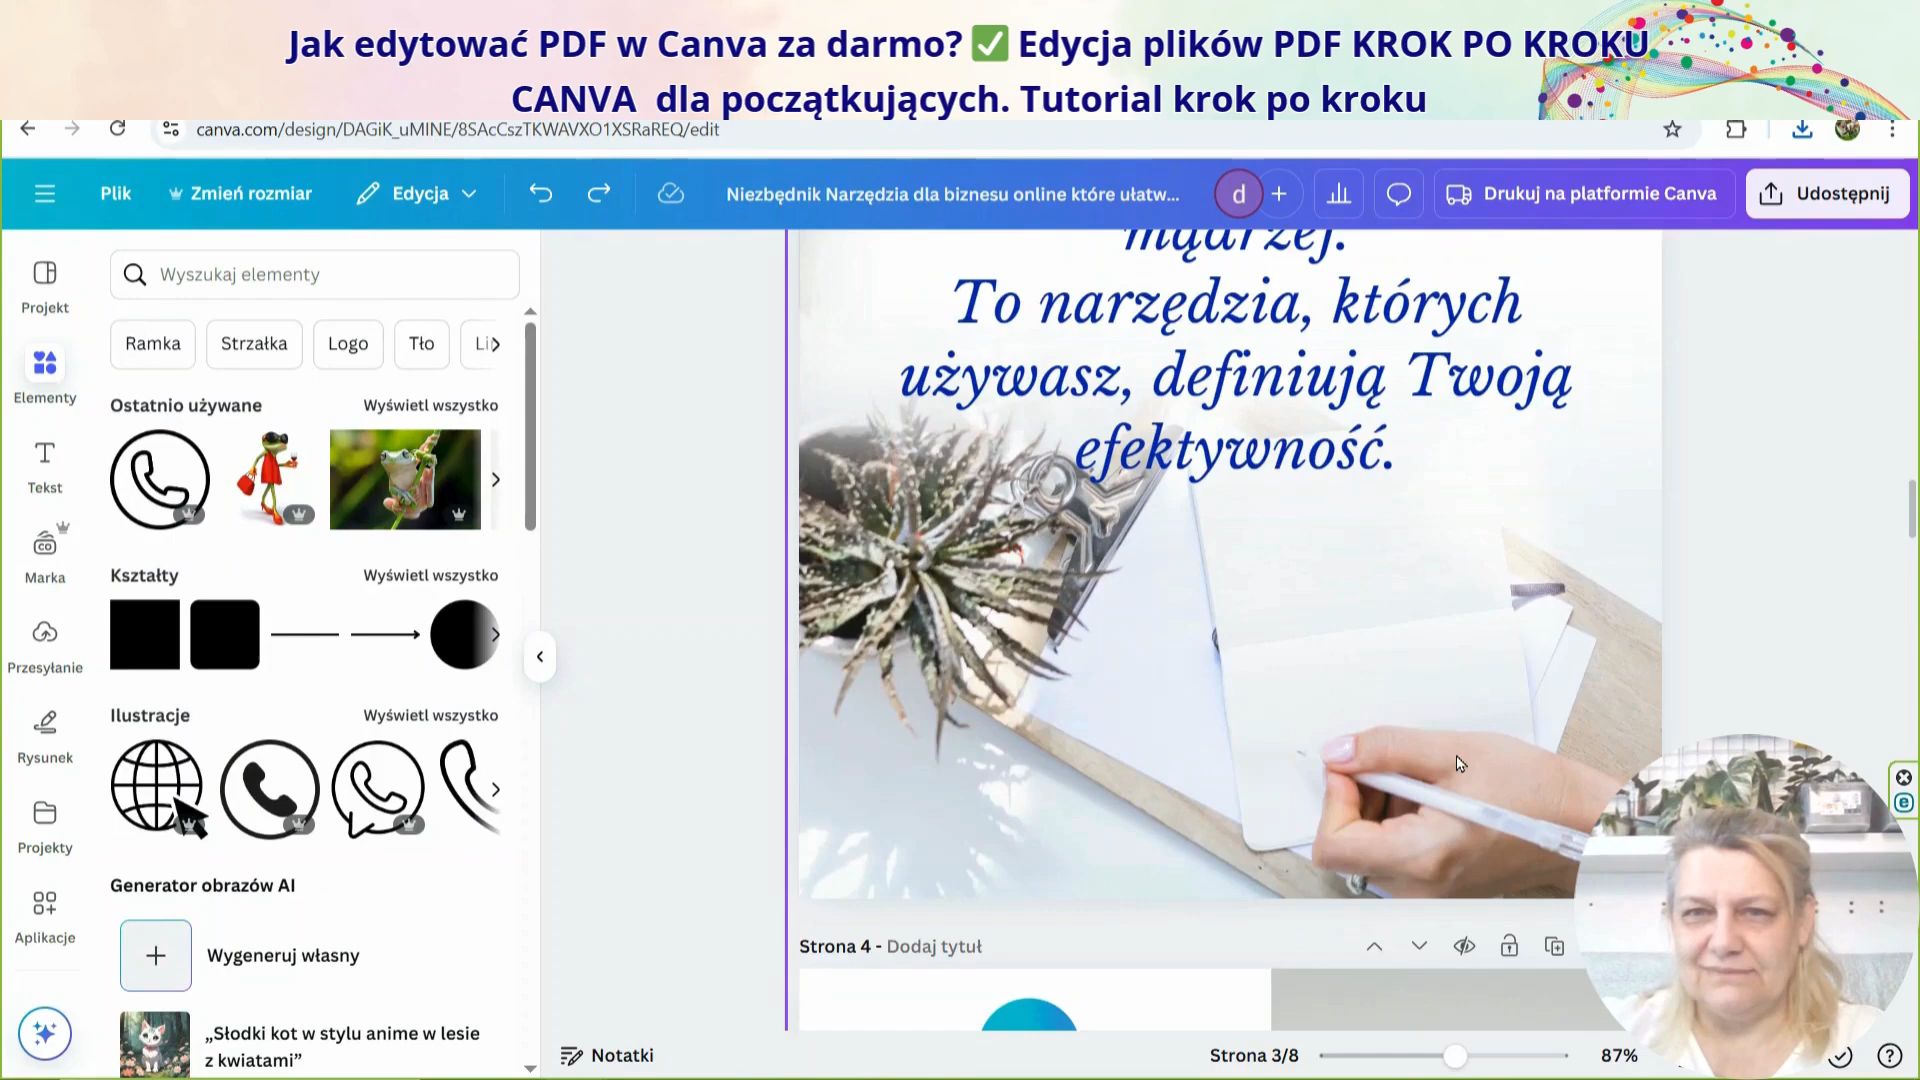 Jak edytować PDF w Canva za darmo? ✅ Edycja plików PDF KROK PO KROKU
CANVA dla początkujących. Tutorial krok po kroku
canva.com/design/DAGiK_uMINE/8SAcCszTKWAVXO1XSRaREQ/edit
Plik
Zmień rozmiar
Edycja
Niezbędnik Narzędzia dla biznesu online które ułatw...
d
Drukuj na platformie Canva
Udostępnij
Projekt
Elementy
Tekst
Marka
Przesyłanie
Rysunek
Projekty
Aplikacje
Wyszukaj elementy
Ramka
Strzałka
Logo
Tło
Ostatnio używane
Wyświetl wszystko
Kształty
Wyświetl wszystko
Ilustracje
Wyświetl wszystko
Generator obrazów AI
Wygeneruj własny
„Słodki kot w stylu anime w lesie
z kwiatami”
mądrzej.
To narzędzia, których
używasz, definiują Twoją
efektywność.
Strona 4 - Dodaj tytuł
Notatki
Strona 3/8
87%